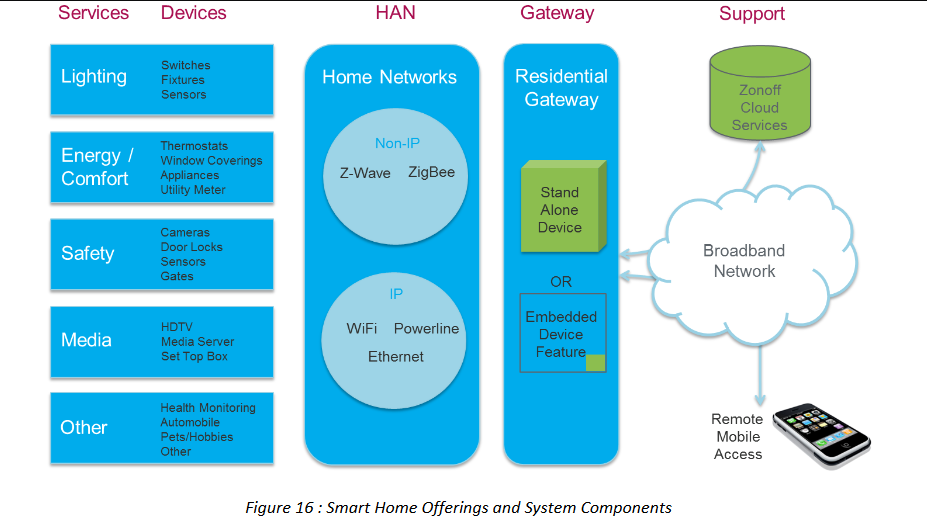 Services
Devices
HAN
Gateway
Support
Lighting
Switches
Fixtures
Sensors
Energy /
Comfort
Thermostats
Window Coverings
Appliances
Utility Meter
Safety
Cameras
Door Locks
Sensors
Gates
Media
HDTV
Media Server
Set Top Box
Other
Health Monitoring
Automobile
Pets/Hobbies
Other
Home Networks
Non-IP
Z-Wave
ZigBee
IP
WiFi
Powerline
Ethernet
Residential
Gateway
Stand
Alone
Device
OR
Embedded
Device
Feature
Zonoff
Cloud
Services
Broadband
Network
Remote
Mobile
Access
Figure 16 : Smart Home Offerings and System Components